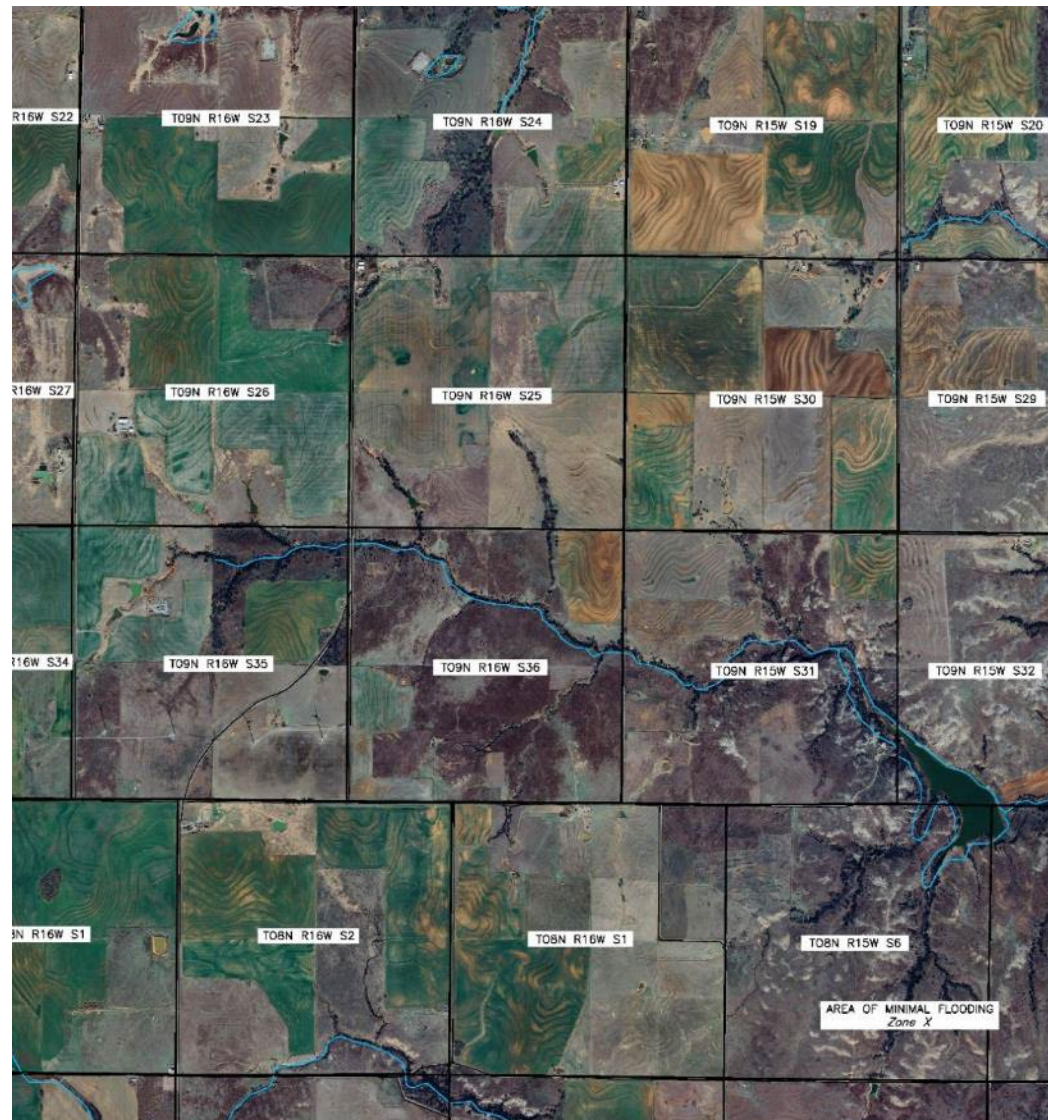 R16W S22
T09N R16W S23
T09N R16W S24
T09N R15W S19
T09N R15W S20
R16W S27
T09N R16W S26
T09N R16W S25
T09N R15W S30
T09N R15W S29
R16W S34
T09N R16W S35
T09N R16W S36
T09N R15W S31
T09N R15W S32
8N R16W S1
T08N R16W S2
T08N R16W S1
T08N R15W S6
AREA OF MINIMAL FLOODING
Zone X